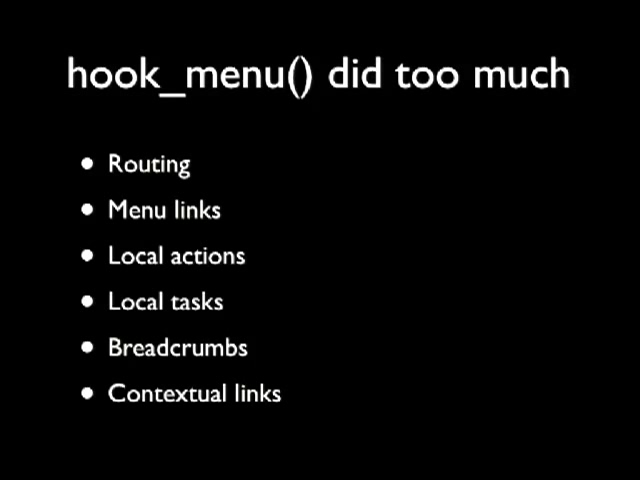 hook_menu() did too much
• Routing
• Menu links
• Local actions
• Local tasks
• Breadcrumbs
• Contextual links